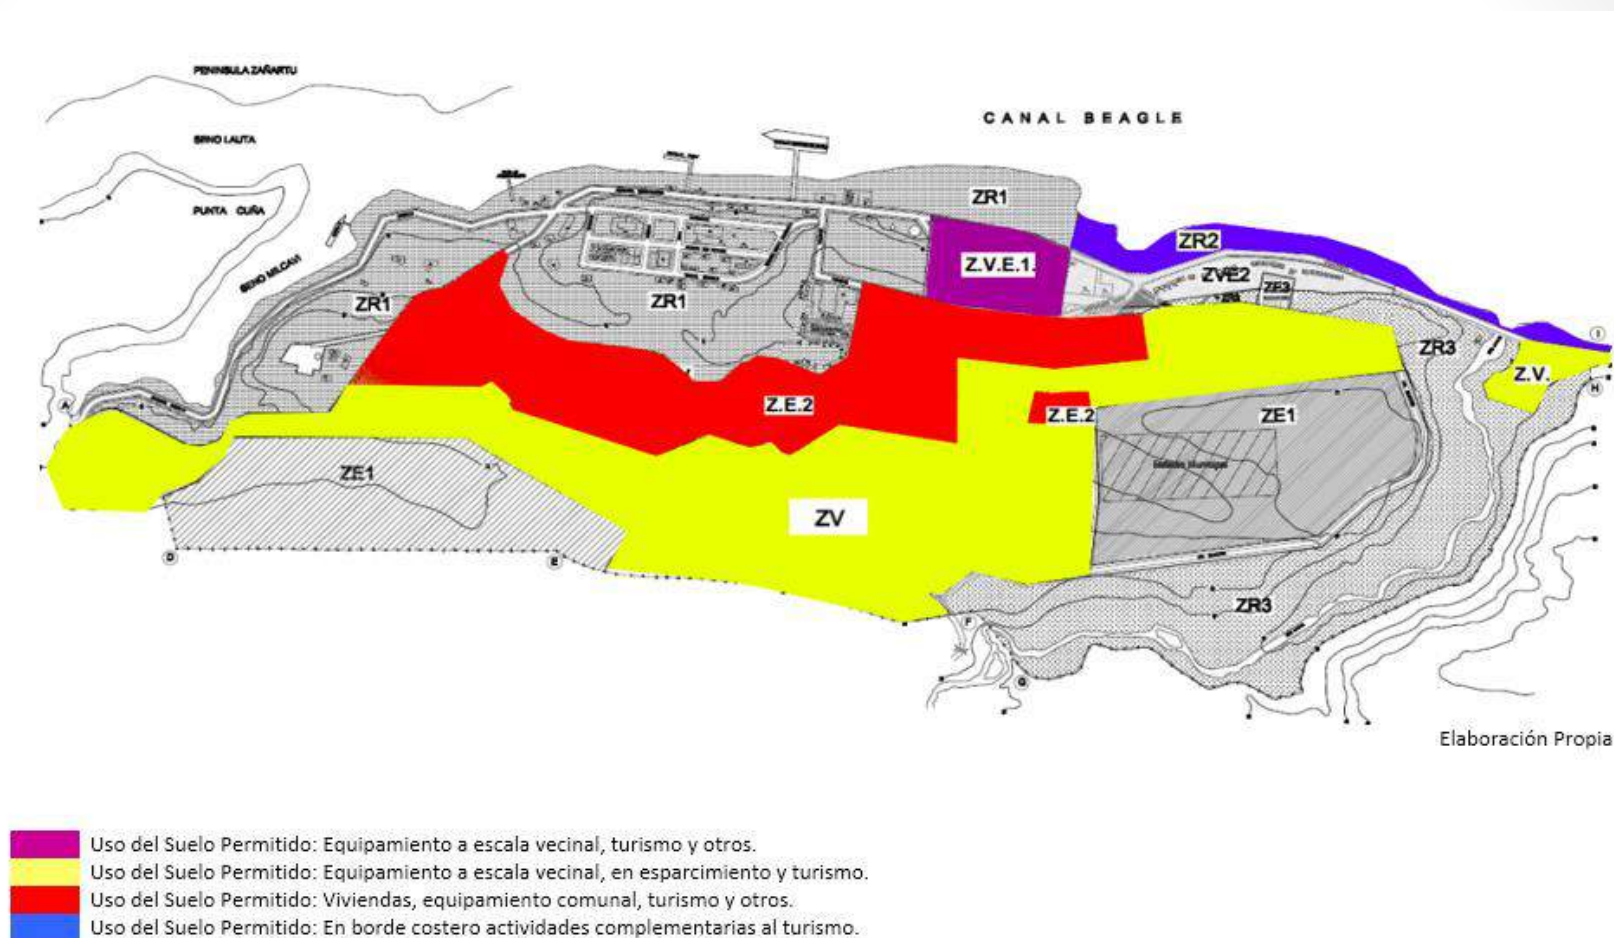 PENINSULA ZAÑARTU
CANAL BEAGLE
SENO LAUTA
PUNTA CUÑA
ZR1
SENO MILCAVI
ZR2
Z.V.E.1.
ZVE2
ZE3
ZR1
ZR1
ZR3
Z.V.
I
H
A
Z.E.2
Z.E.2
ZE1
ZE1
ZV
D
E
ZR3
F
G
Elaboración Propia
Uso del Suelo Permitido: Equipamiento a escala vecinal, turismo y otros.
Uso del Suelo Permitido: Equipamiento a escala vecinal, en esparcimiento y turismo.
Uso del Suelo Permitido: Viviendas, equipamiento comunal, turismo y otros.
Uso del Suelo Permitido: En borde costero actividades complementarias al turismo.